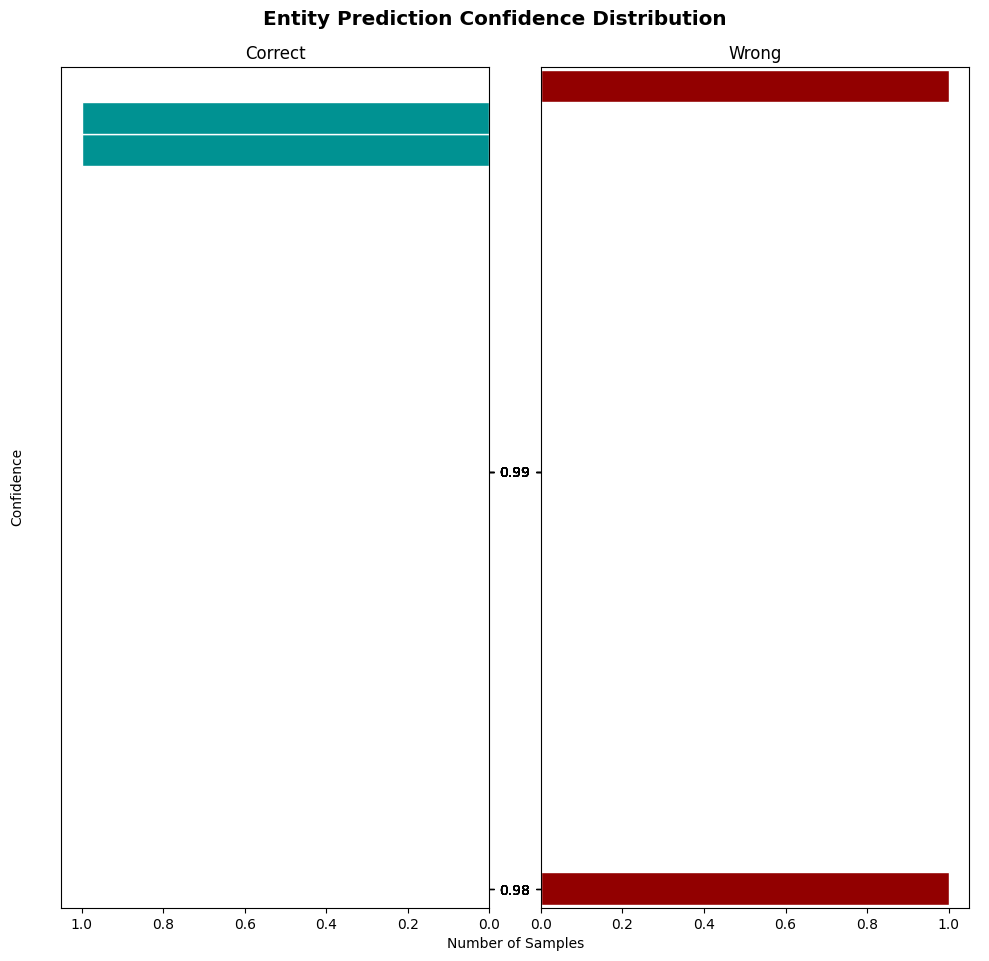 Entity Prediction Confidence Distribution
Correct
Wrong
Confidence
0.99
0.98
1.0 0.8 0.6 0.4 0.2 0.0 0.0 0.2 0.4 0.6 0.8 1.0
Number of Samples